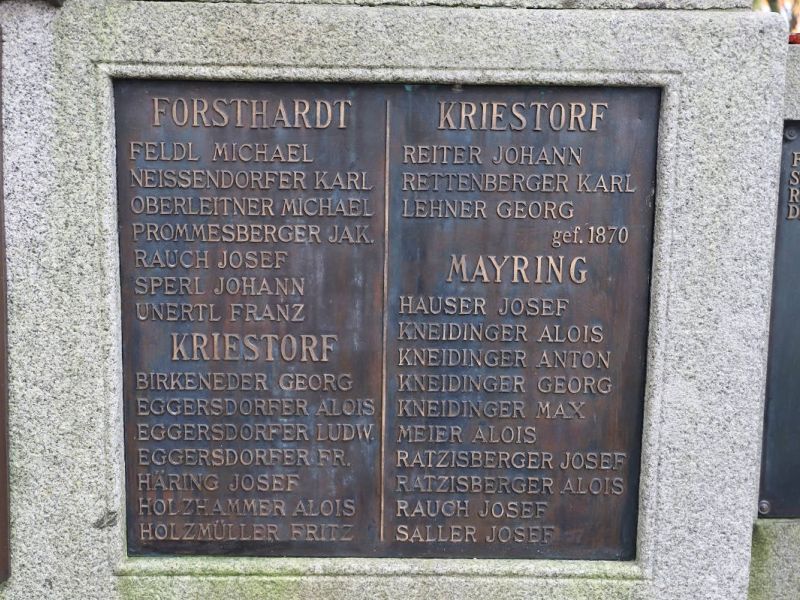 FORSTHARDT
FELDL MICHAEL
NEISSENDORFER KARL
OBERLEITNER MICHAEL
PROMMESBERGER JAK.
RAUCH JOSEF
SPERL JOHANN
UNERTL FRANZ
KRIESTORF
BIRKENEDER GEORG
EGGERSDORFER ALOIS
EGGERSDORFER LUDW.
EGGERSDORFER FR.
HÄRING JOSEF
HOLZHAMMER ALOIS
HOLZMÜLLER FRITZ
KRIESTORF
REITER JOHANN
RETTENBERGER KARL
LEHNER GEORG
gef. 1870
MAYRING
HAUSER JOSEF
KNEIDINGER ALOIS
KNEIDINGER ANTON
KNEIDINGER GEORG
KNEIDINGER MAX
MEIER ALOIS
RATZISBERGER JOSEF
RATZISBERGER ALOIS
RAUCH JOSEF
SALLER JOSEF